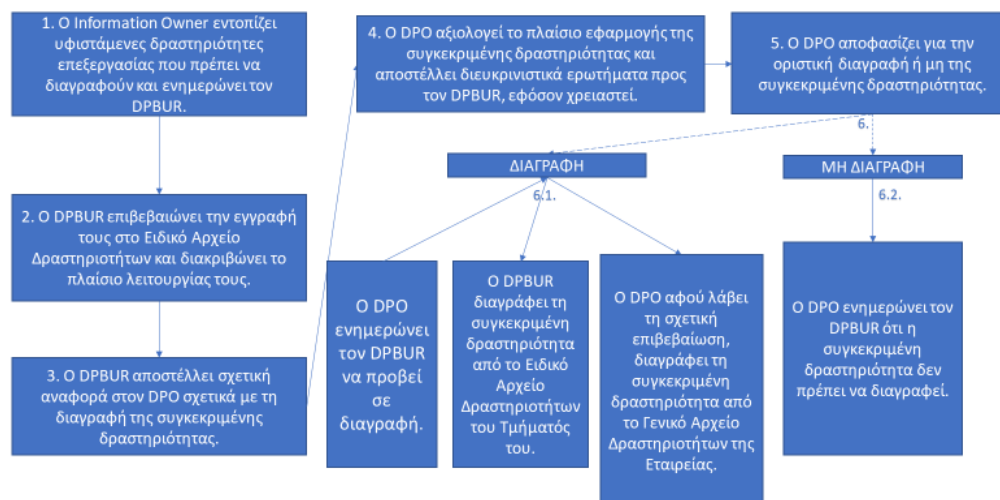 1. Ο Information Owner εντοπίζει
υφιστάμενες δραστηριότητες
επεξεργασίας που πρέπει να
διαγραφούν και ενημερώνει τον
DPBUR.
2. Ο DPBUR επιβεβαιώνει την εγγραφή
τους στο Ειδικό Αρχείο
Δραστηριοτήτων και διακριβώνει το
πλαίσιο λειτουργίας τους.
3. Ο DPBUR αποστέλλει σχετική
αναφορά στον DPO σχετικά με τη
διαγραφή της συγκεκριμένης
δραστηριότητας.
4. Ο DPO αξιολογεί το πλαίσιο εφαρμογής της
συγκεκριμένης δραστηριότητας και
αποστέλλει διευκρινιστικά ερωτήματα προς
τον DPBUR, εφόσον χρειαστεί.
5. Ο DPO αποφασίζει για την
οριστική διαγραφή ή μη της
συγκεκριμένης δραστηριότητας.
6.
ΔΙΑΓΡΑΦΗ
6.1.
Ο DPO
ενημερώνει
τον DPBUR
να προβεί
σε
διαγραφή.
Ο DPBUR
διαγράφει τη
συγκεκριμένη
δραστηριότητα
από το Ειδικό
Αρχείο
Δραστηριοτήτων
του Τμήματός
του.
Ο DPO αφού λάβει
τη σχετική
επιβεβαίωση,
διαγράφει τη
συγκεκριμένη
δραστηριότητα από
το Γενικό Αρχείο
Δραστηριοτήτων της
Εταιρείας.
ΜΗ ΔΙΑΓΡΑΦΗ
6.2.
Ο DPO ενημερώνει τον
DPBUR ότι η
συγκεκριμένη
δραστηριότητα δεν
πρέπει να διαγραφεί.